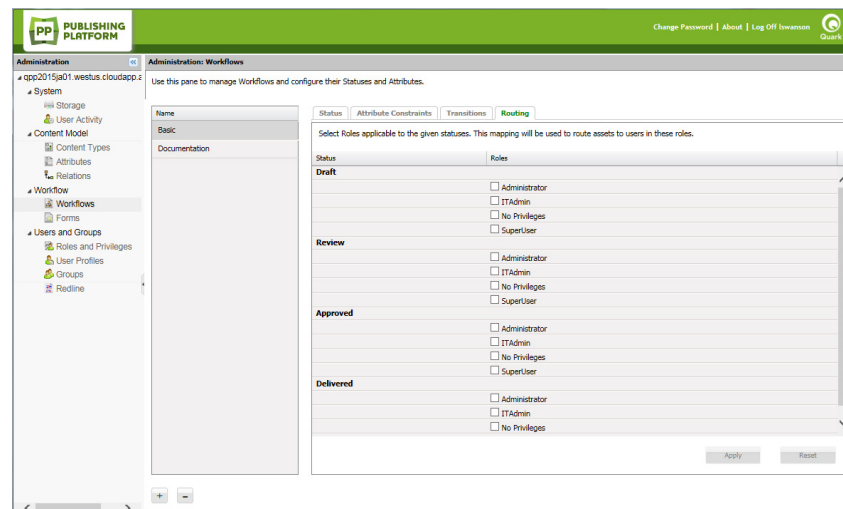 PP PUBLISHING PLATFORM
Change Password | About | Log Off lswanson
Quark
Administration
Administration: Workflows
qpp2015ja01.westus.cloudapp.a
Use this pane to manage Workflows and configure their Statuses and Attributes.
System
Storage
User Activity
Content Model
Content Types
Attributes
Relations
Workflow
Workflows
Forms
Users and Groups
Roles and Privileges
User Profiles
Groups
Redline
Name
Basic
Documentation
Status Attribute Constraints Transitions Routing
Select Roles applicable to the given statuses. This mapping will be used to route assets to users in these roles.
Status Roles
Draft
Administrator
ITAdmin
No Privileges
SuperUser
Review
Administrator
ITAdmin
No Privileges
SuperUser
Approved
Administrator
ITAdmin
No Privileges
SuperUser
Delivered
Administrator
ITAdmin
No Privileges
Apply Reset
+ -